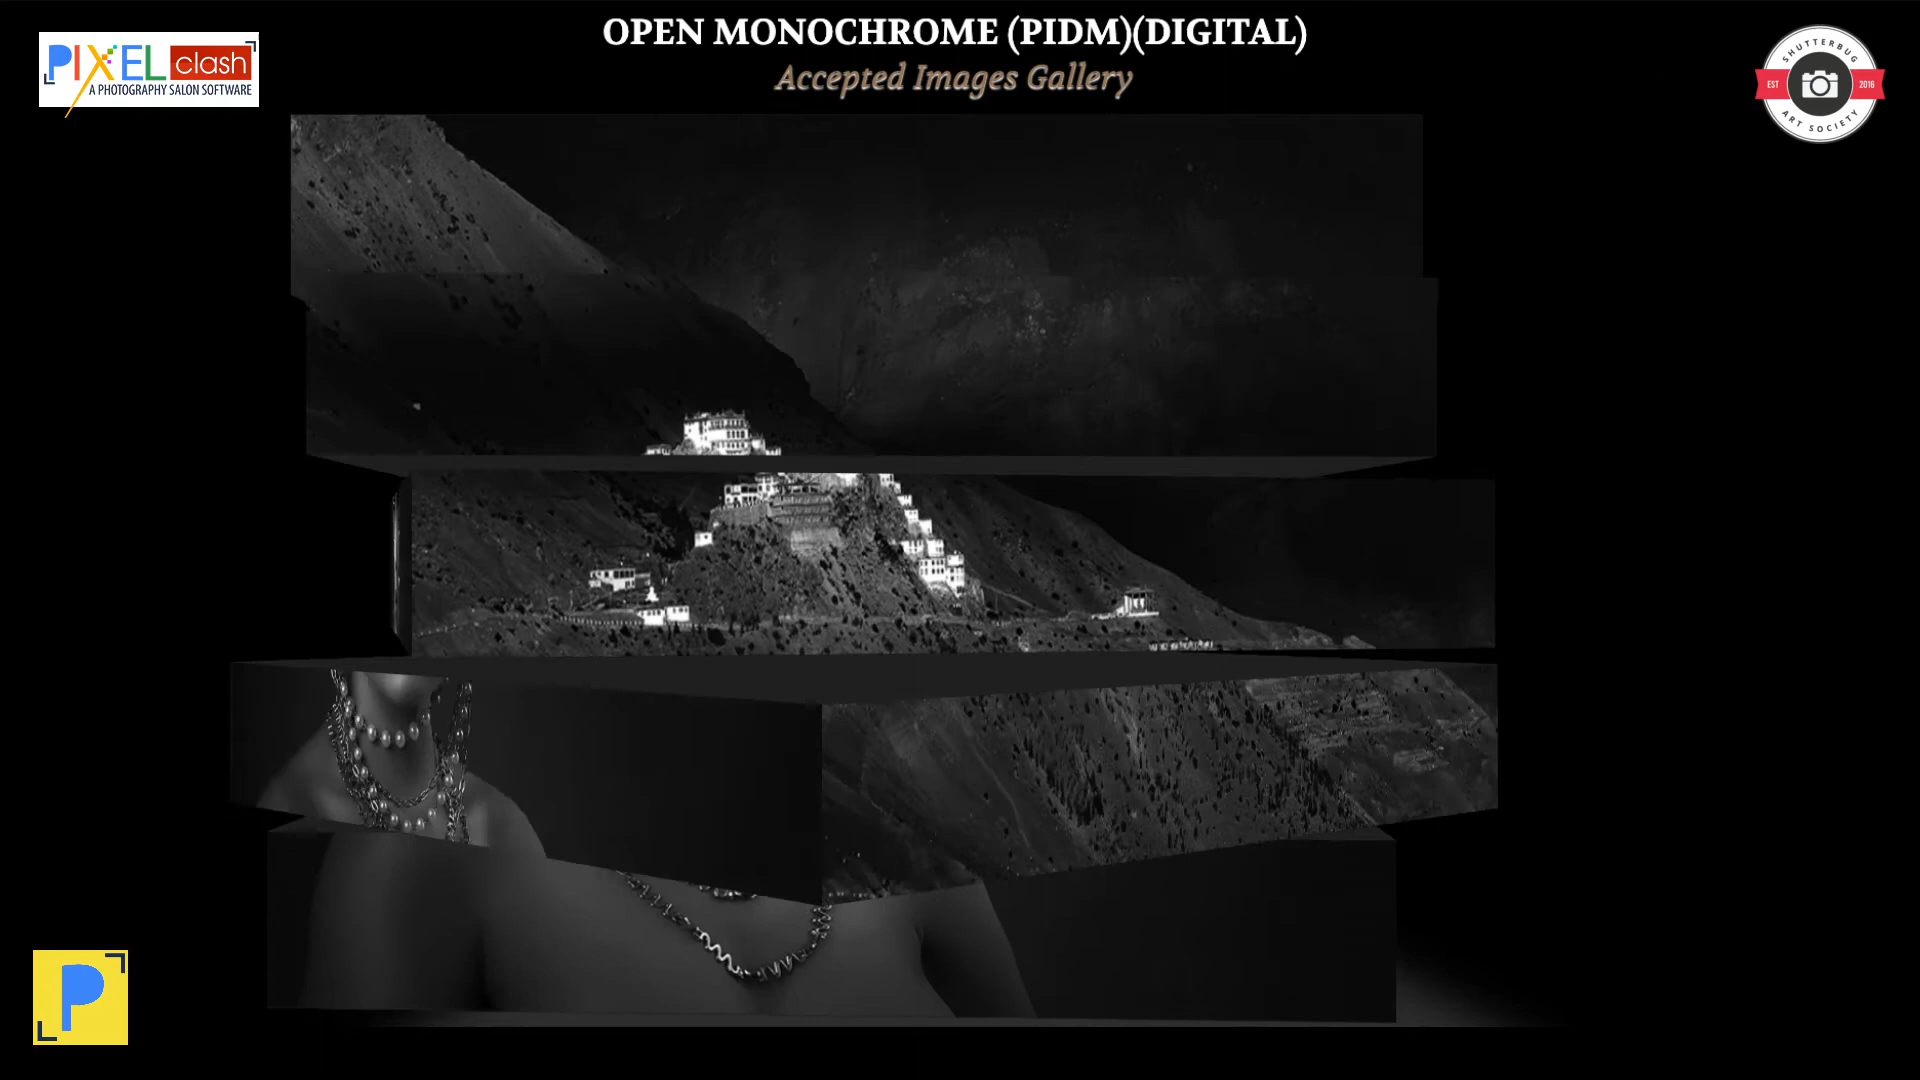 OPEN MONOCHROME (PIDM)(DIGITAL)
Accepted Images Gallery
PIXEL clash
A PHOTOGRAPHY SALON SOFTWARE
SHUTTERBUG
EST 2016
ART SOCIETY
P